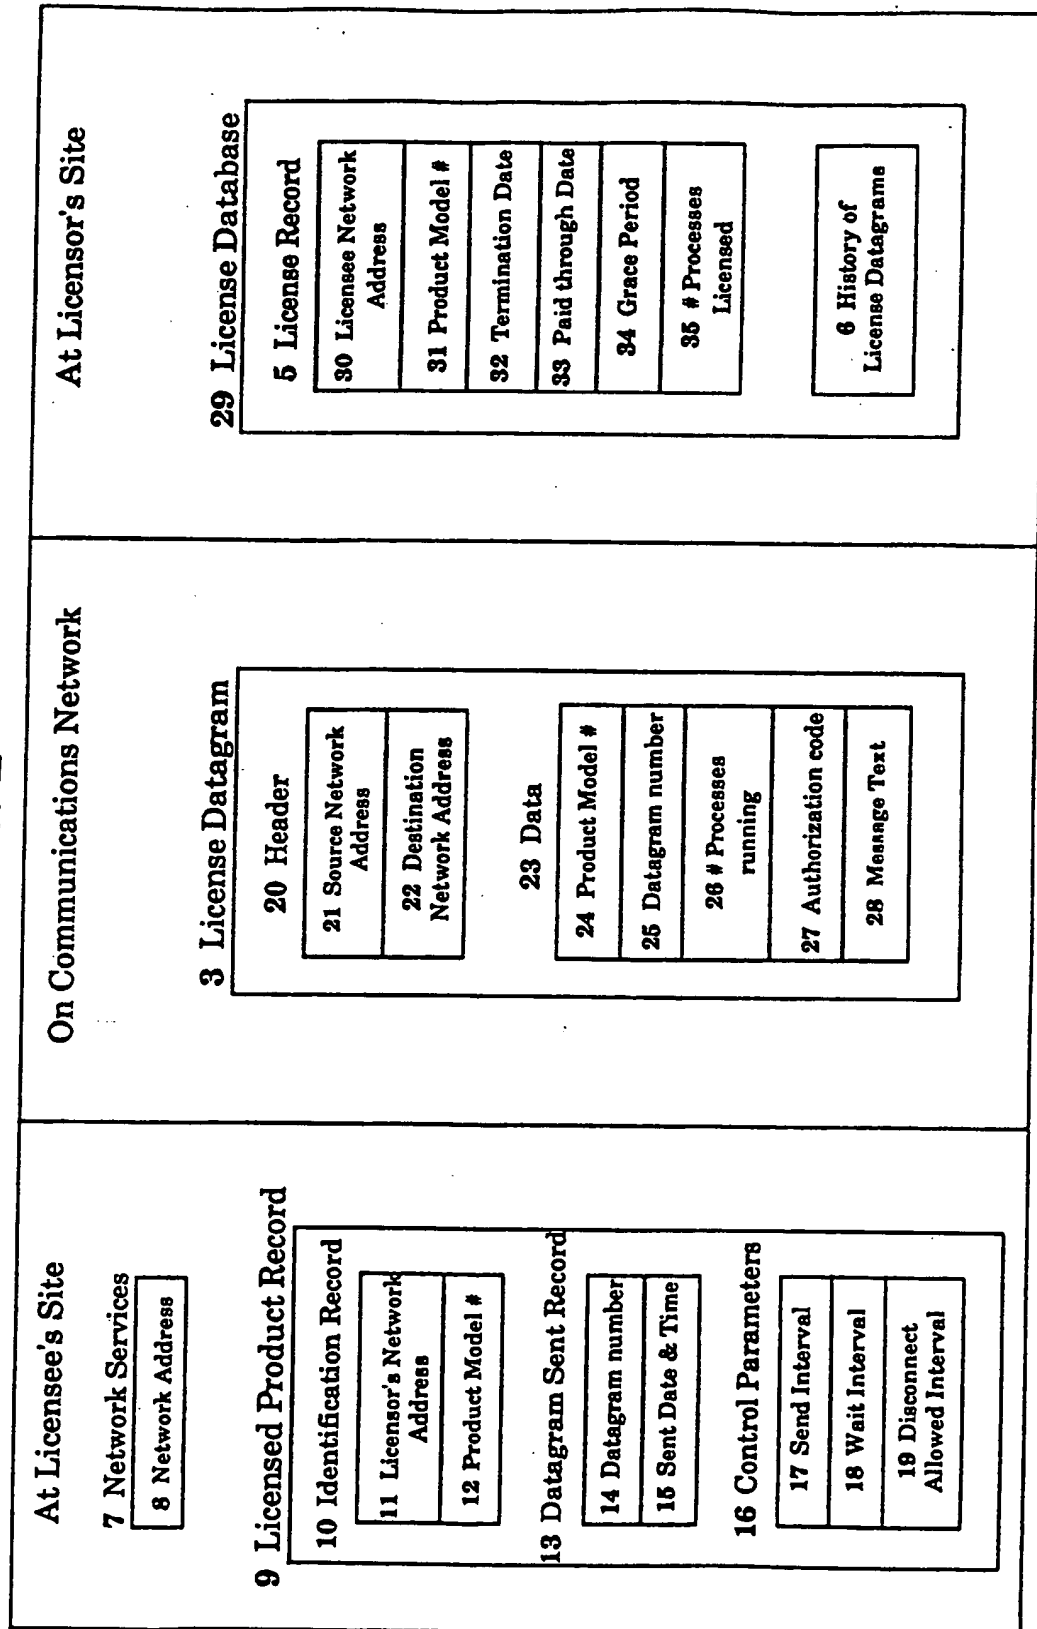 At Licensee's Site
7 Network Services
8 Network Address
9 Licensed Product Record
10 Identification Record
11 Licensor's Network
Address
12 Product Model #
13 Datagram Sent Record
14 Datagram number
15 Sent Date & Time
16 Control Parameters
17 Send Interval
18 Wait Interval
19 Disconnect
Allowed Interval
On Communications Network
3 License Datagram
20 Header
21 Source Network
Address
22 Destination
Network Address
23 Data
24 Product Model #
25 Datagram number
26 # Processes
running
27 Authorization code
28 Message Text
At Licensor's Site
29 License Database
5 License Record
30 Licensee Network
Address
31 Product Model #
32 Termination Date
33 Paid through Date
34 Grace Period
35 # Processes
Licensed
6 History of
License Datagrams